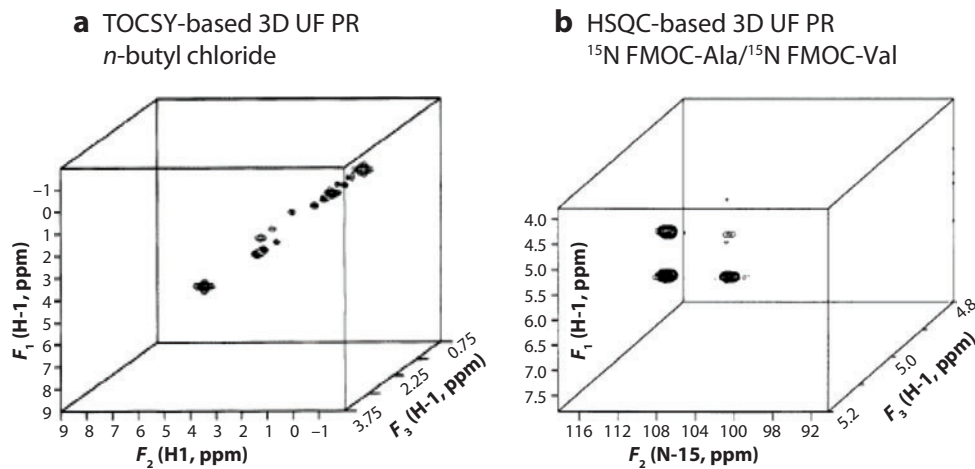 a TOCSY-based 3D UF PR
n-butyl chloride
b HSQC-based 3D UF PR
¹⁵N FMOC-Ala/¹⁵N FMOC-Val
–1
0
1
2
3
4
5
6
7
8
9
F₁ (H-1, ppm)
9 8 7 6 5 4 3 2 1 0 –1
F₂ (H1, ppm)
3.75 2.25 0.75
F₃ (H-1, ppm)
4.0
4.5
5.0
5.5
6.0
6.5
7.0
7.5
F₁ (H-1, ppm)
116 108 104 100 96 92
F₂ (N-15, ppm)
5.2 5.0 4.8
F₃ (H-1, ppm)